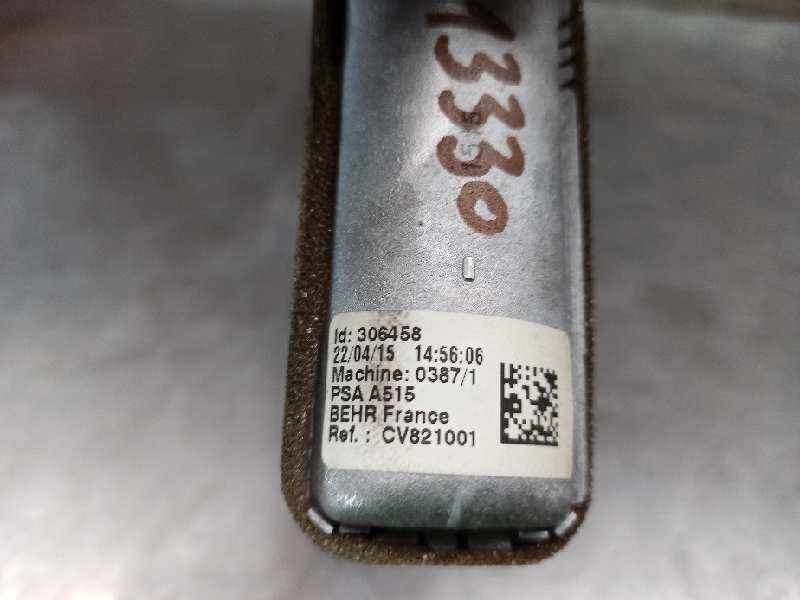 13330
Id: 306458
22/04/15 14:56:06
Machine: 0387/1
PSA A515
BEHR France
Ref. : CV821001